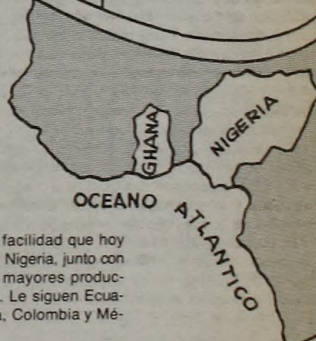 GHANA
NIGERIA
OCEANO
ATLANTICO
facilidad que hoy
Nigeria, junto con
mayores produc-
. Le siguen Ecua-
, Colombia y Mé-